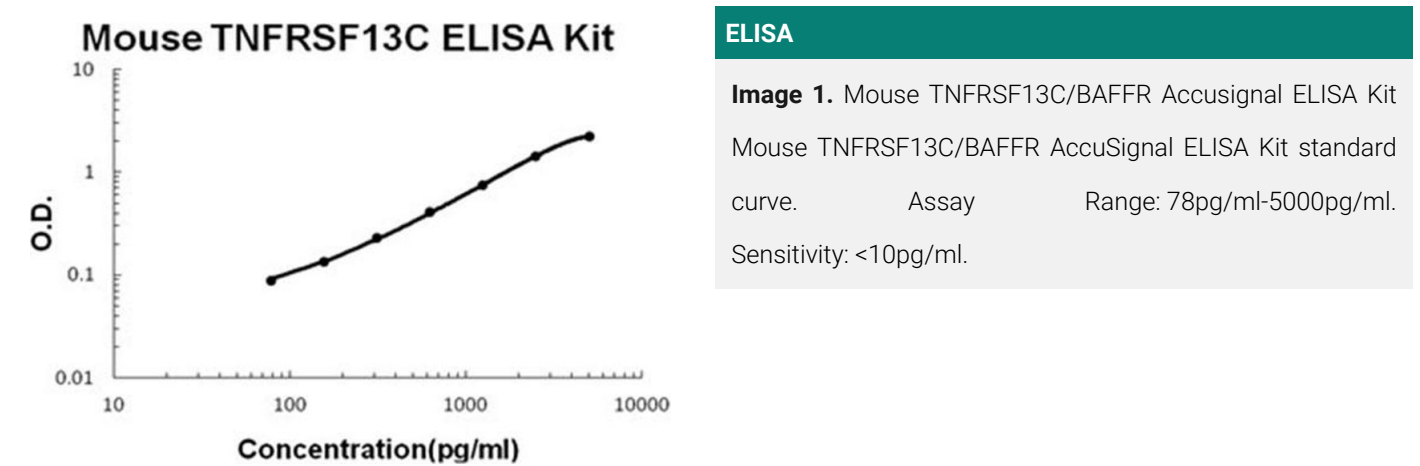 Mouse TNFRSF13C ELISA Kit
10
1
0.1
0.01
O.D.
10 100 1000 10000
Concentration(pg/ml)
ELISA
Image 1. Mouse TNFRSF13C/BAFFR Accusignal ELISA Kit
Mouse TNFRSF13C/BAFFR AccuSignal ELISA Kit standard
curve. Assay Range: 78pg/ml-5000pg/ml.
Sensitivity: <10pg/ml.